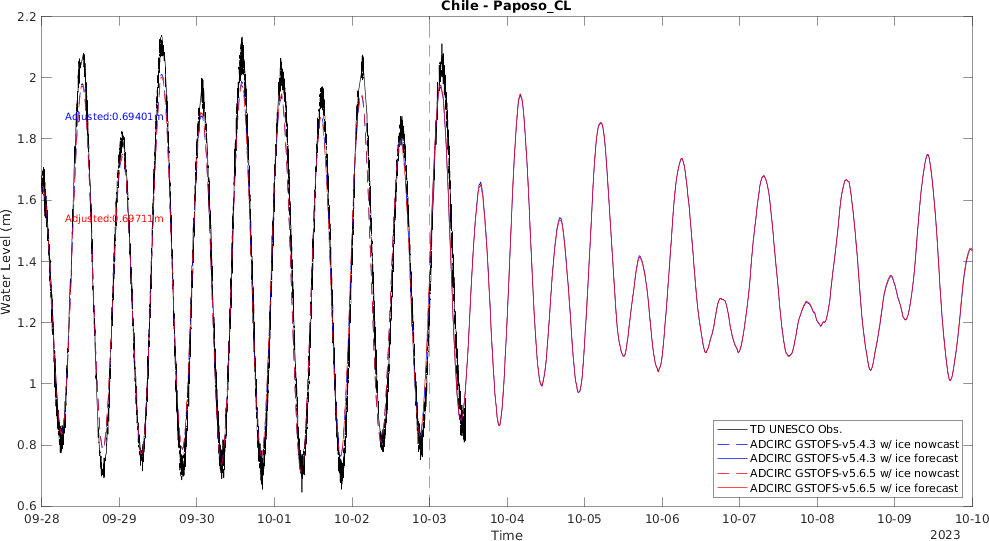 Chile - Paposo_CL
2.2
2
1.8
1.6
1.4
1.2
1
0.8
0.6
Water Level (m)
Adjusted:0.69401m
Adjusted:0.69711m
TD UNESCO Obs.
ADCIRC GSTOFS-v5.4.3 w/ ice nowcast
ADCIRC GSTOFS-v5.4.3 w/ ice forecast
ADCIRC GSTOFS-v5.6.5 w/ ice nowcast
ADCIRC GSTOFS-v5.6.5 w/ ice forecast
09-28 09-29 09-30 10-01 10-02 10-03 10-04 10-05 10-06 10-07 10-08 10-09 10-10
Time
2023